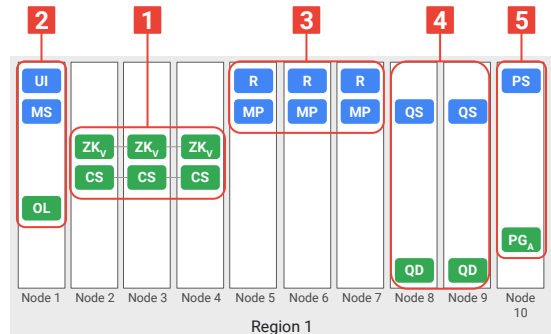 2 1 3 4 5
UI R R R PS
MS MP MP MP QS QS
ZKV ZKV ZKV
CS CS CS
OL
PGA
QD QD
Node 1 Node 2 Node 3 Node 4 Node 5 Node 6 Node 7 Node 8 Node 9 Node
10
Region 1